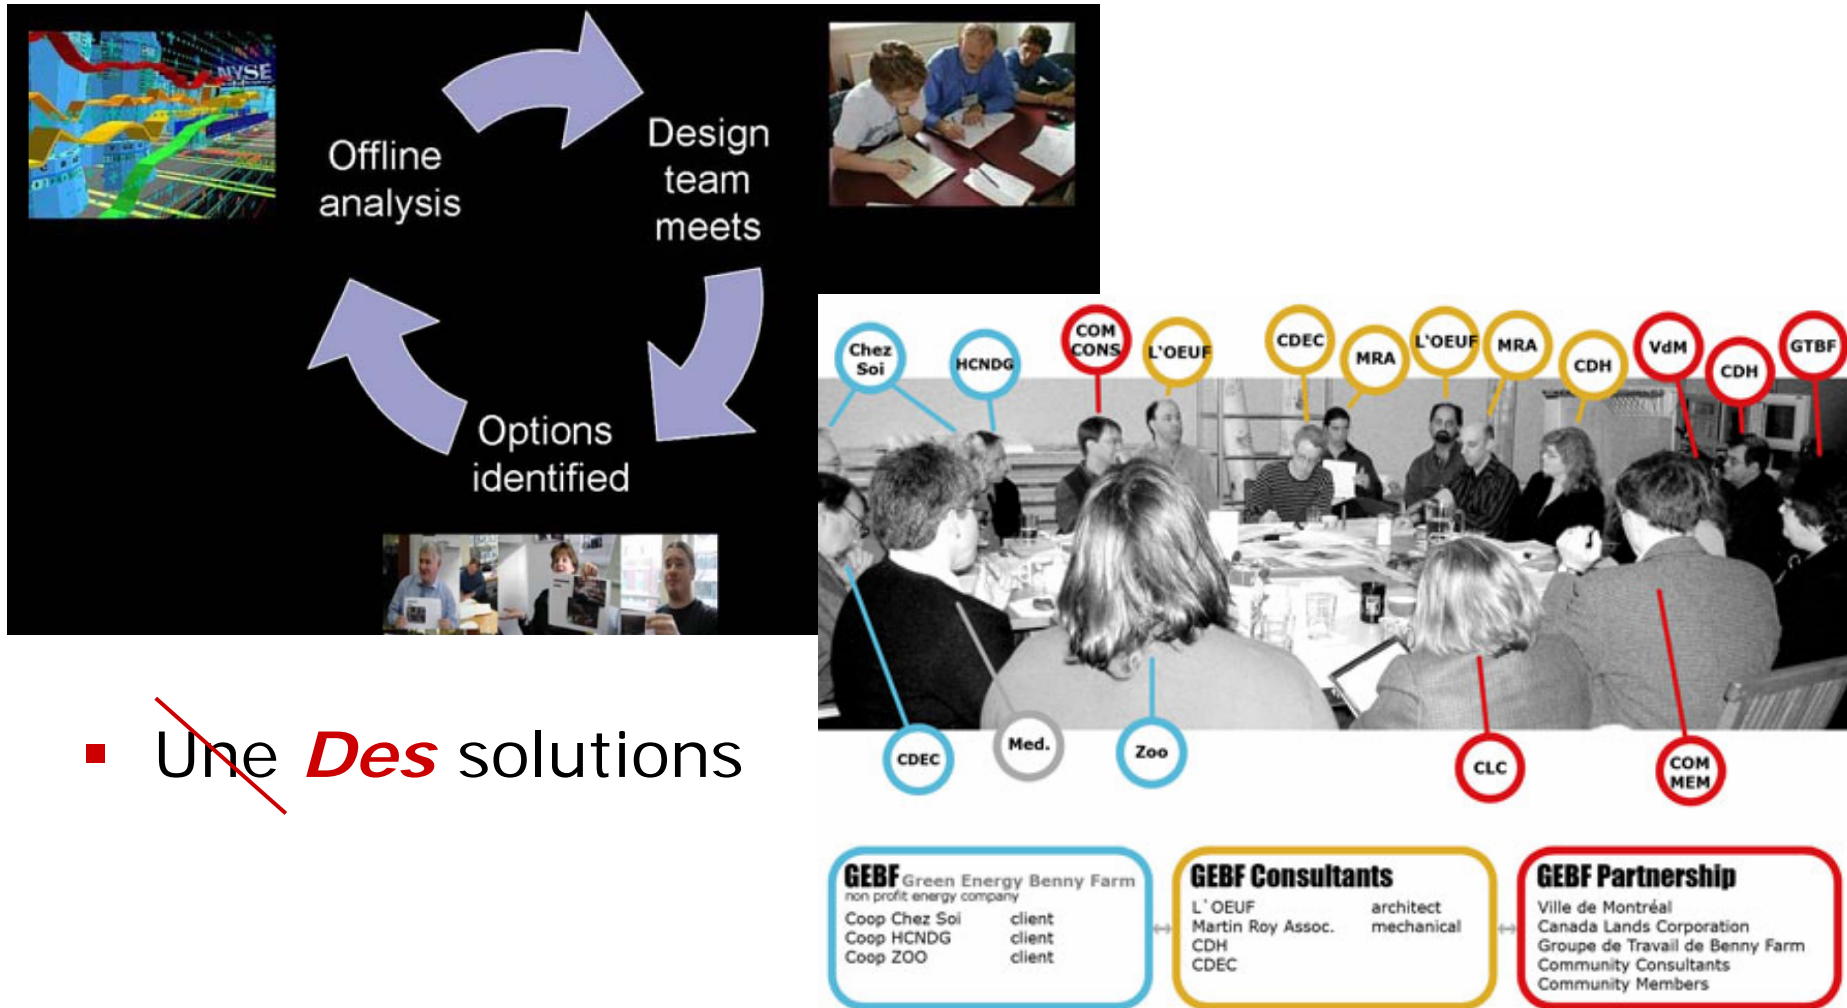 NYSE
Offline
analysis
Design
team
meets
Options
identified
Une Des solutions
Chez
Soi
HCNDG
COM
CONS
L'OEUF
CDEC
MRA
L'OEUF
MRA
CDH
VdM
CDH
GTBF
CDEC
Med.
Zoo
CLC
COM
MEM
GEBF Green Energy Benny Farm
non profit energy company
Coop Chez Soi client
Coop HCNDG client
Coop ZOO client
GEBF Consultants
L`OEUF architect
Martin Roy Assoc. mechanical
CDH
CDEC
GEBF Partnership
Ville de Montréal
Canada Lands Corporation
Groupe de Travail de Benny Farm
Community Consultants
Community Members